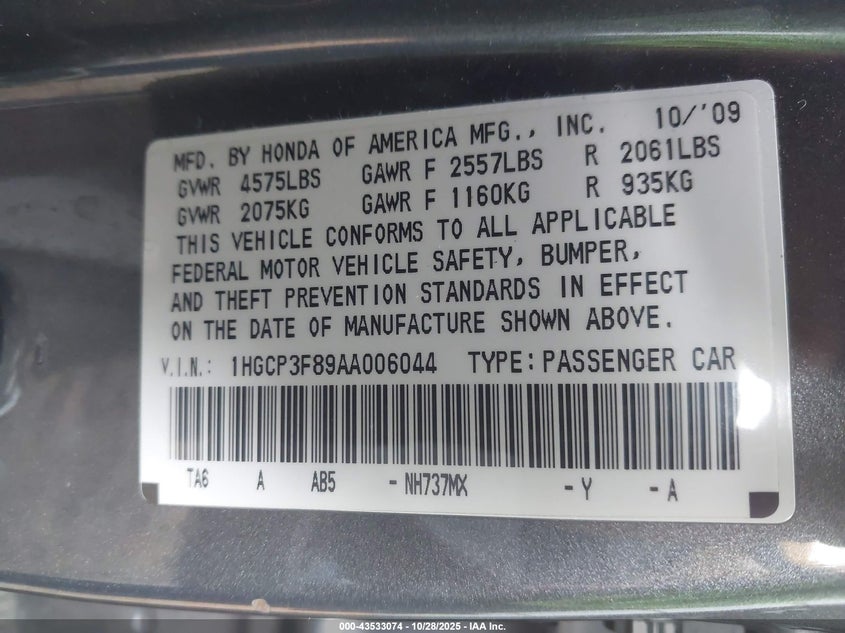 MFD. BY HONDA OF AMERICA MFG., INC. 10/'09
GVWR 4575LBS GAWR F 2557LBS R 2061LBS
GVWR 2075KG GAWR F 1160KG R 935KG
THIS VEHICLE CONFORMS TO ALL APPLICABLE
FEDERAL MOTOR VEHICLE SAFETY, BUMPER,
AND THEFT PREVENTION STANDARDS IN EFFECT
ON THE DATE OF MANUFACTURE SHOWN ABOVE.
V.I.N.: 1HGCP3F89AA006044 TYPE: PASSENGER CAR
TA6 A AB5 -NH737MX -Y -A
000-43533074 - 10/28/2025 - IAA Inc.